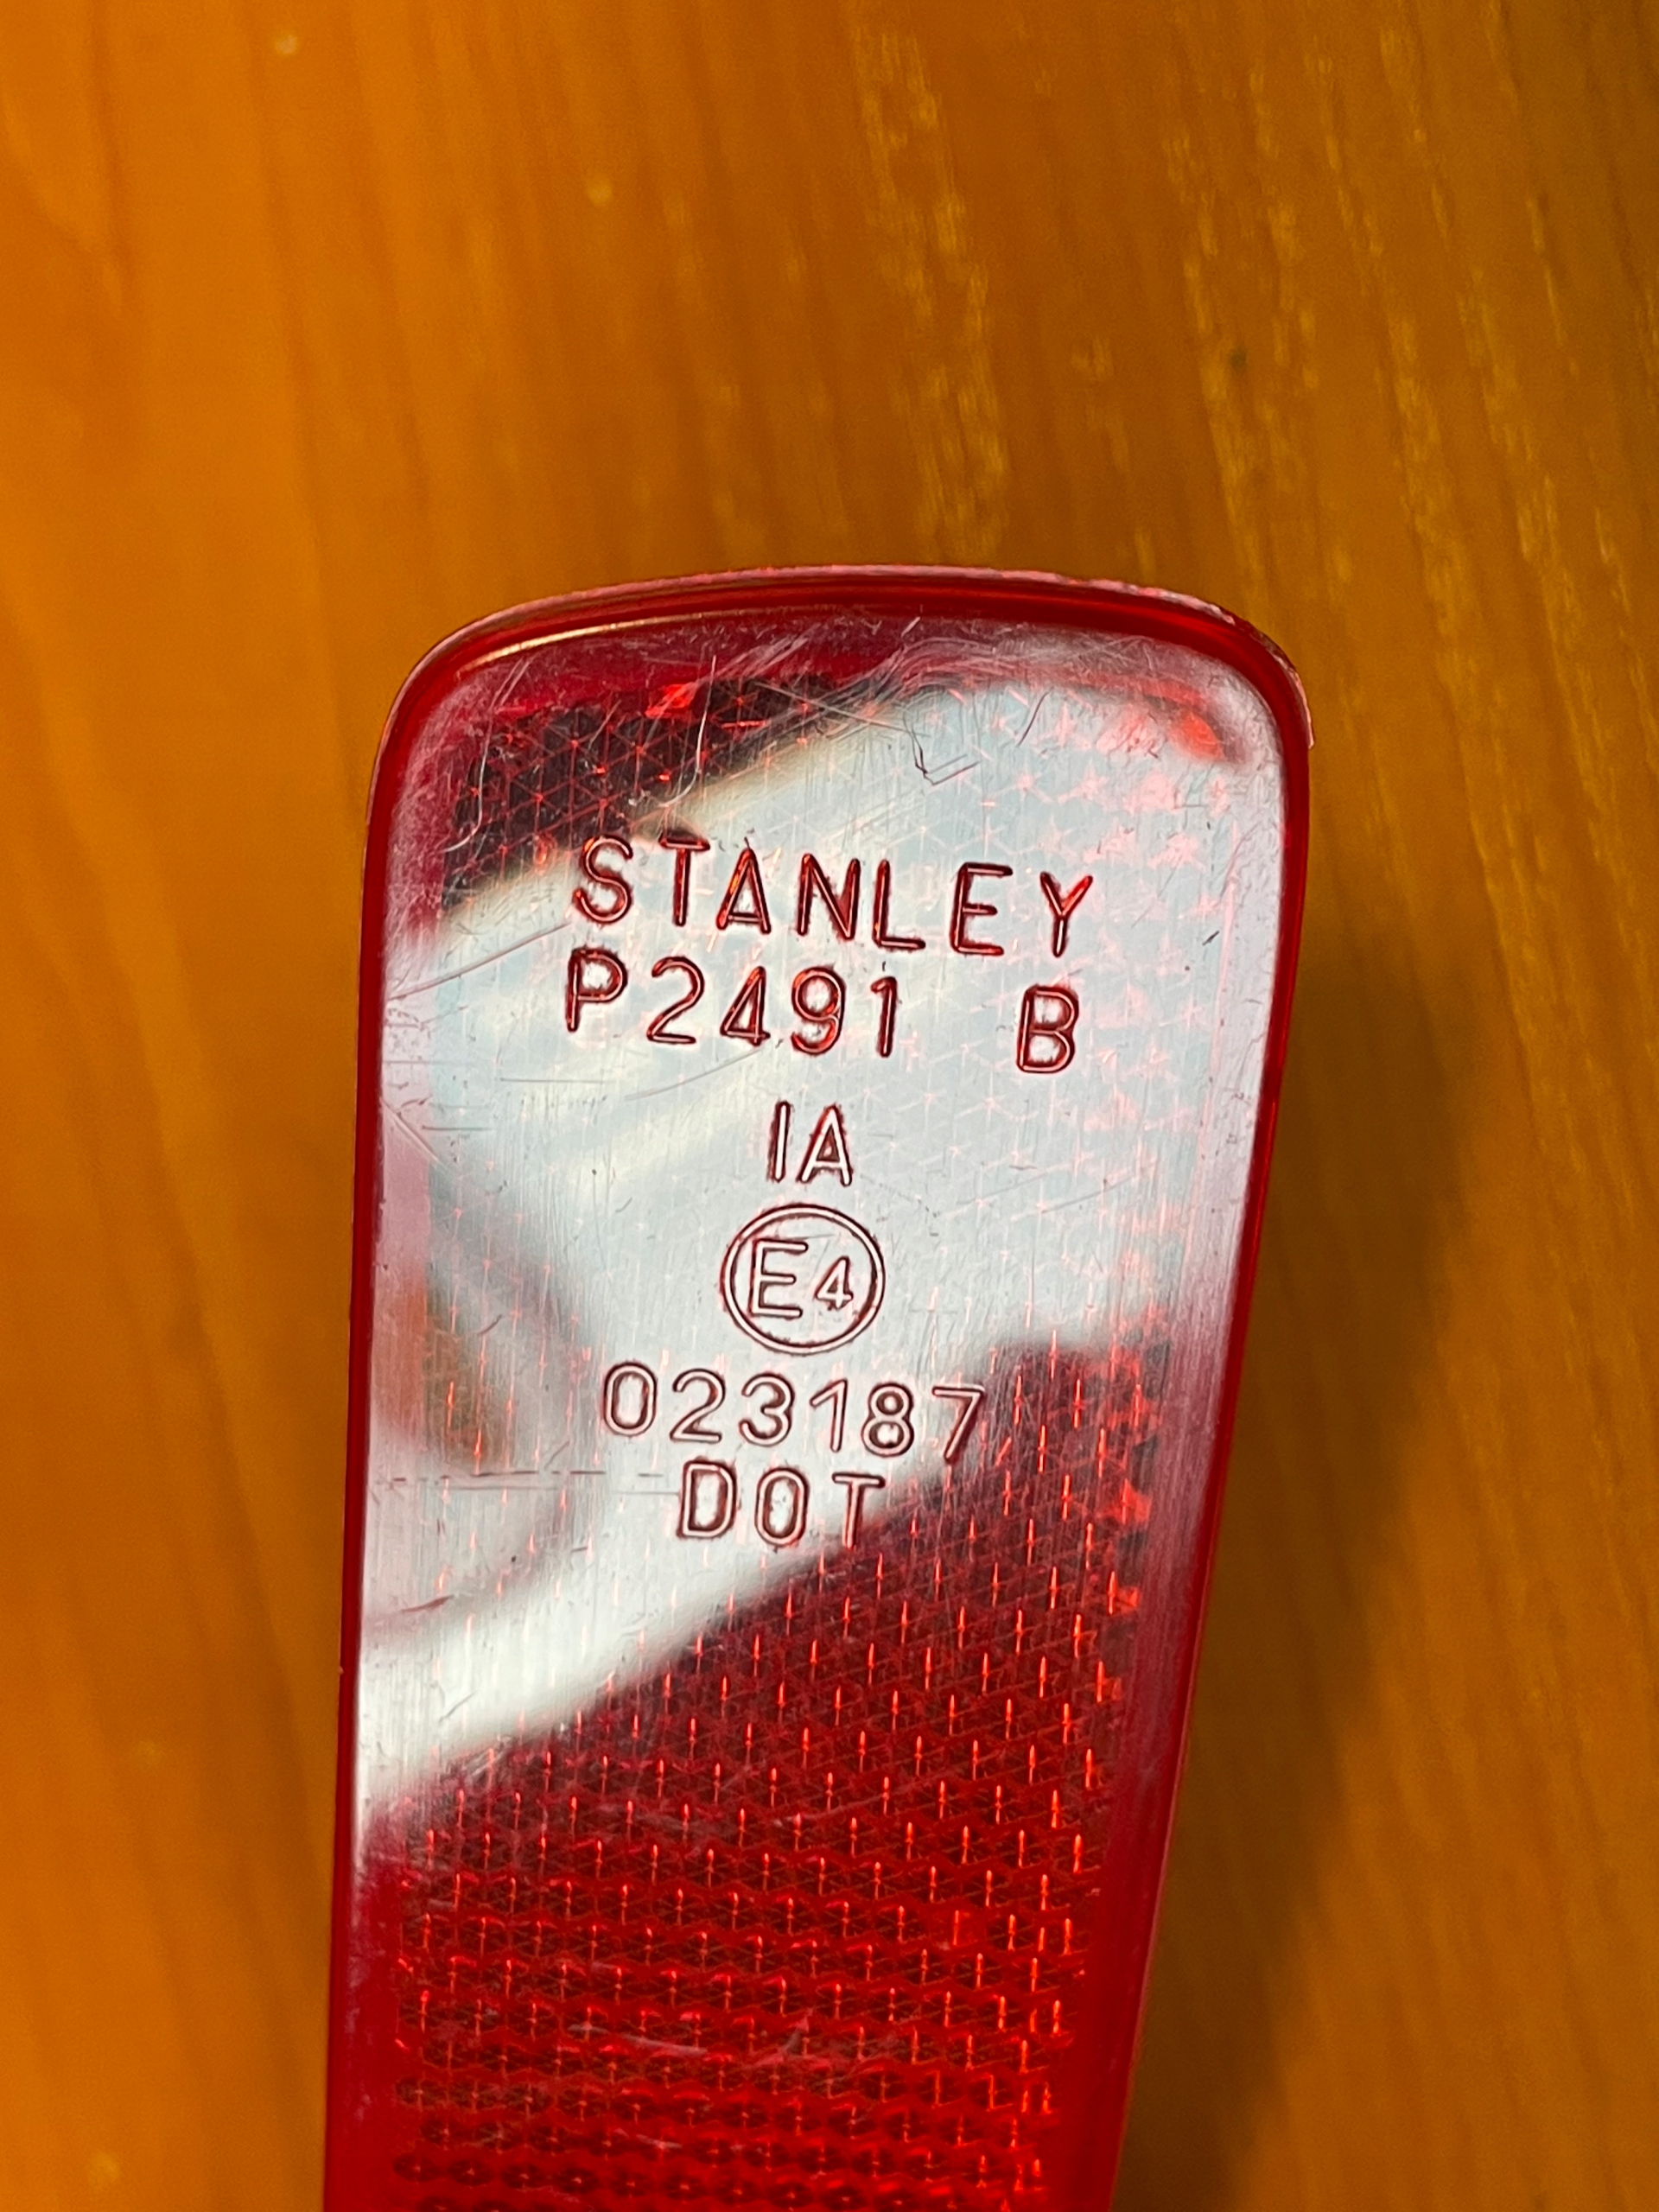 STANLEY
P2491 B
IA
E4
023187
DOT